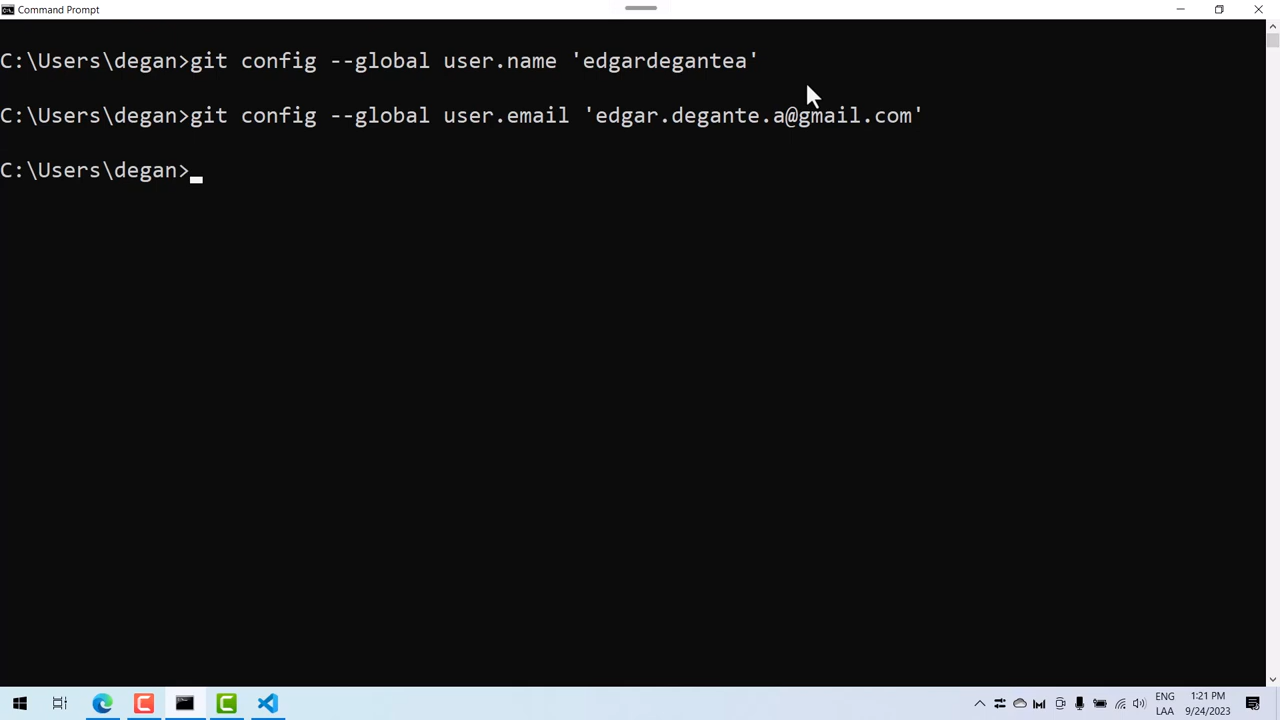 Command Prompt
C:\Users\degan>git config --global user.name 'edgardegantea'
C:\Users\degan>git config --global user.email 'edgar.degante.a@gmail.com'
C:\Users\degan>
ENG
LAA
1:21 PM
9/24/2023